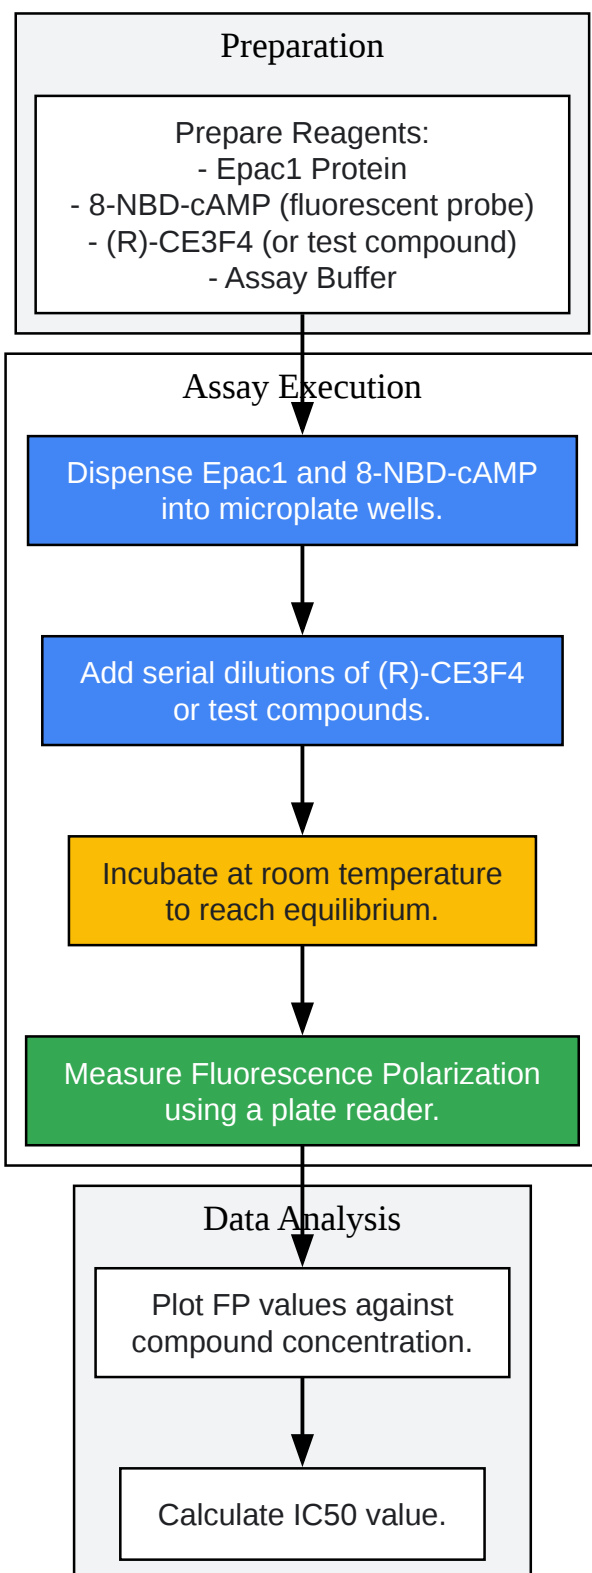 Preparation
Prepare Reagents:
- Epac1 Protein
- 8-NBD-cAMP (fluorescent probe)
- (R)-CE3F4 (or test compound)
- Assay Buffer
Assay Execution
Dispense Epac1 and 8-NBD-cAMP
into microplate wells.
Add serial dilutions of (R)-CE3F4
or test compounds.
Incubate at room temperature
to reach equilibrium.
Measure Fluorescence Polarization
using a plate reader.
Data Analysis
Plot FP values against
compound concentration.
Calculate IC50 value.